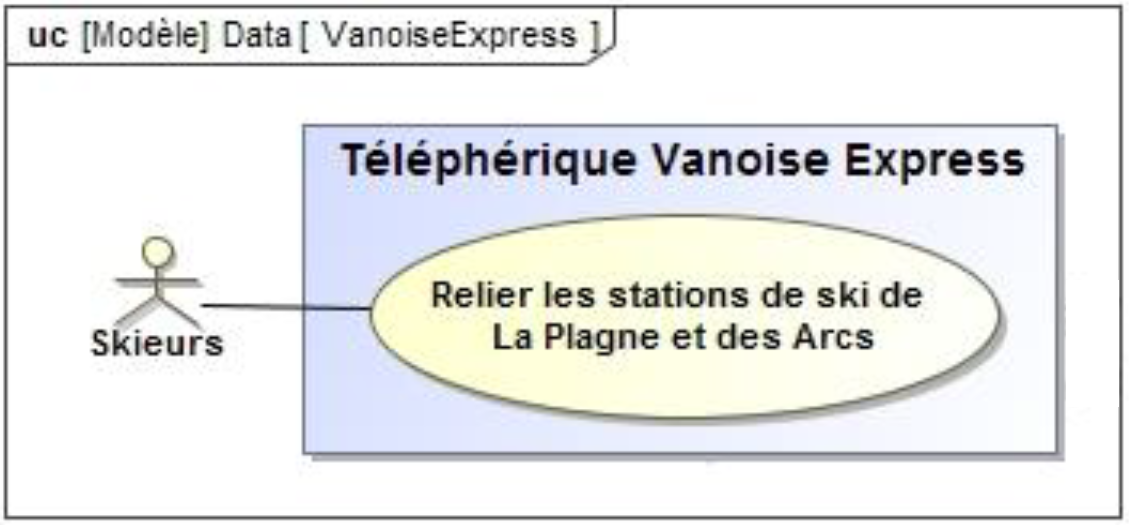 uc [Modèle] Data [ VanoiseExpress ]
Téléphérique Vanoise Express
Relier les stations de ski de
La Plagne et des Arcs
Skieurs